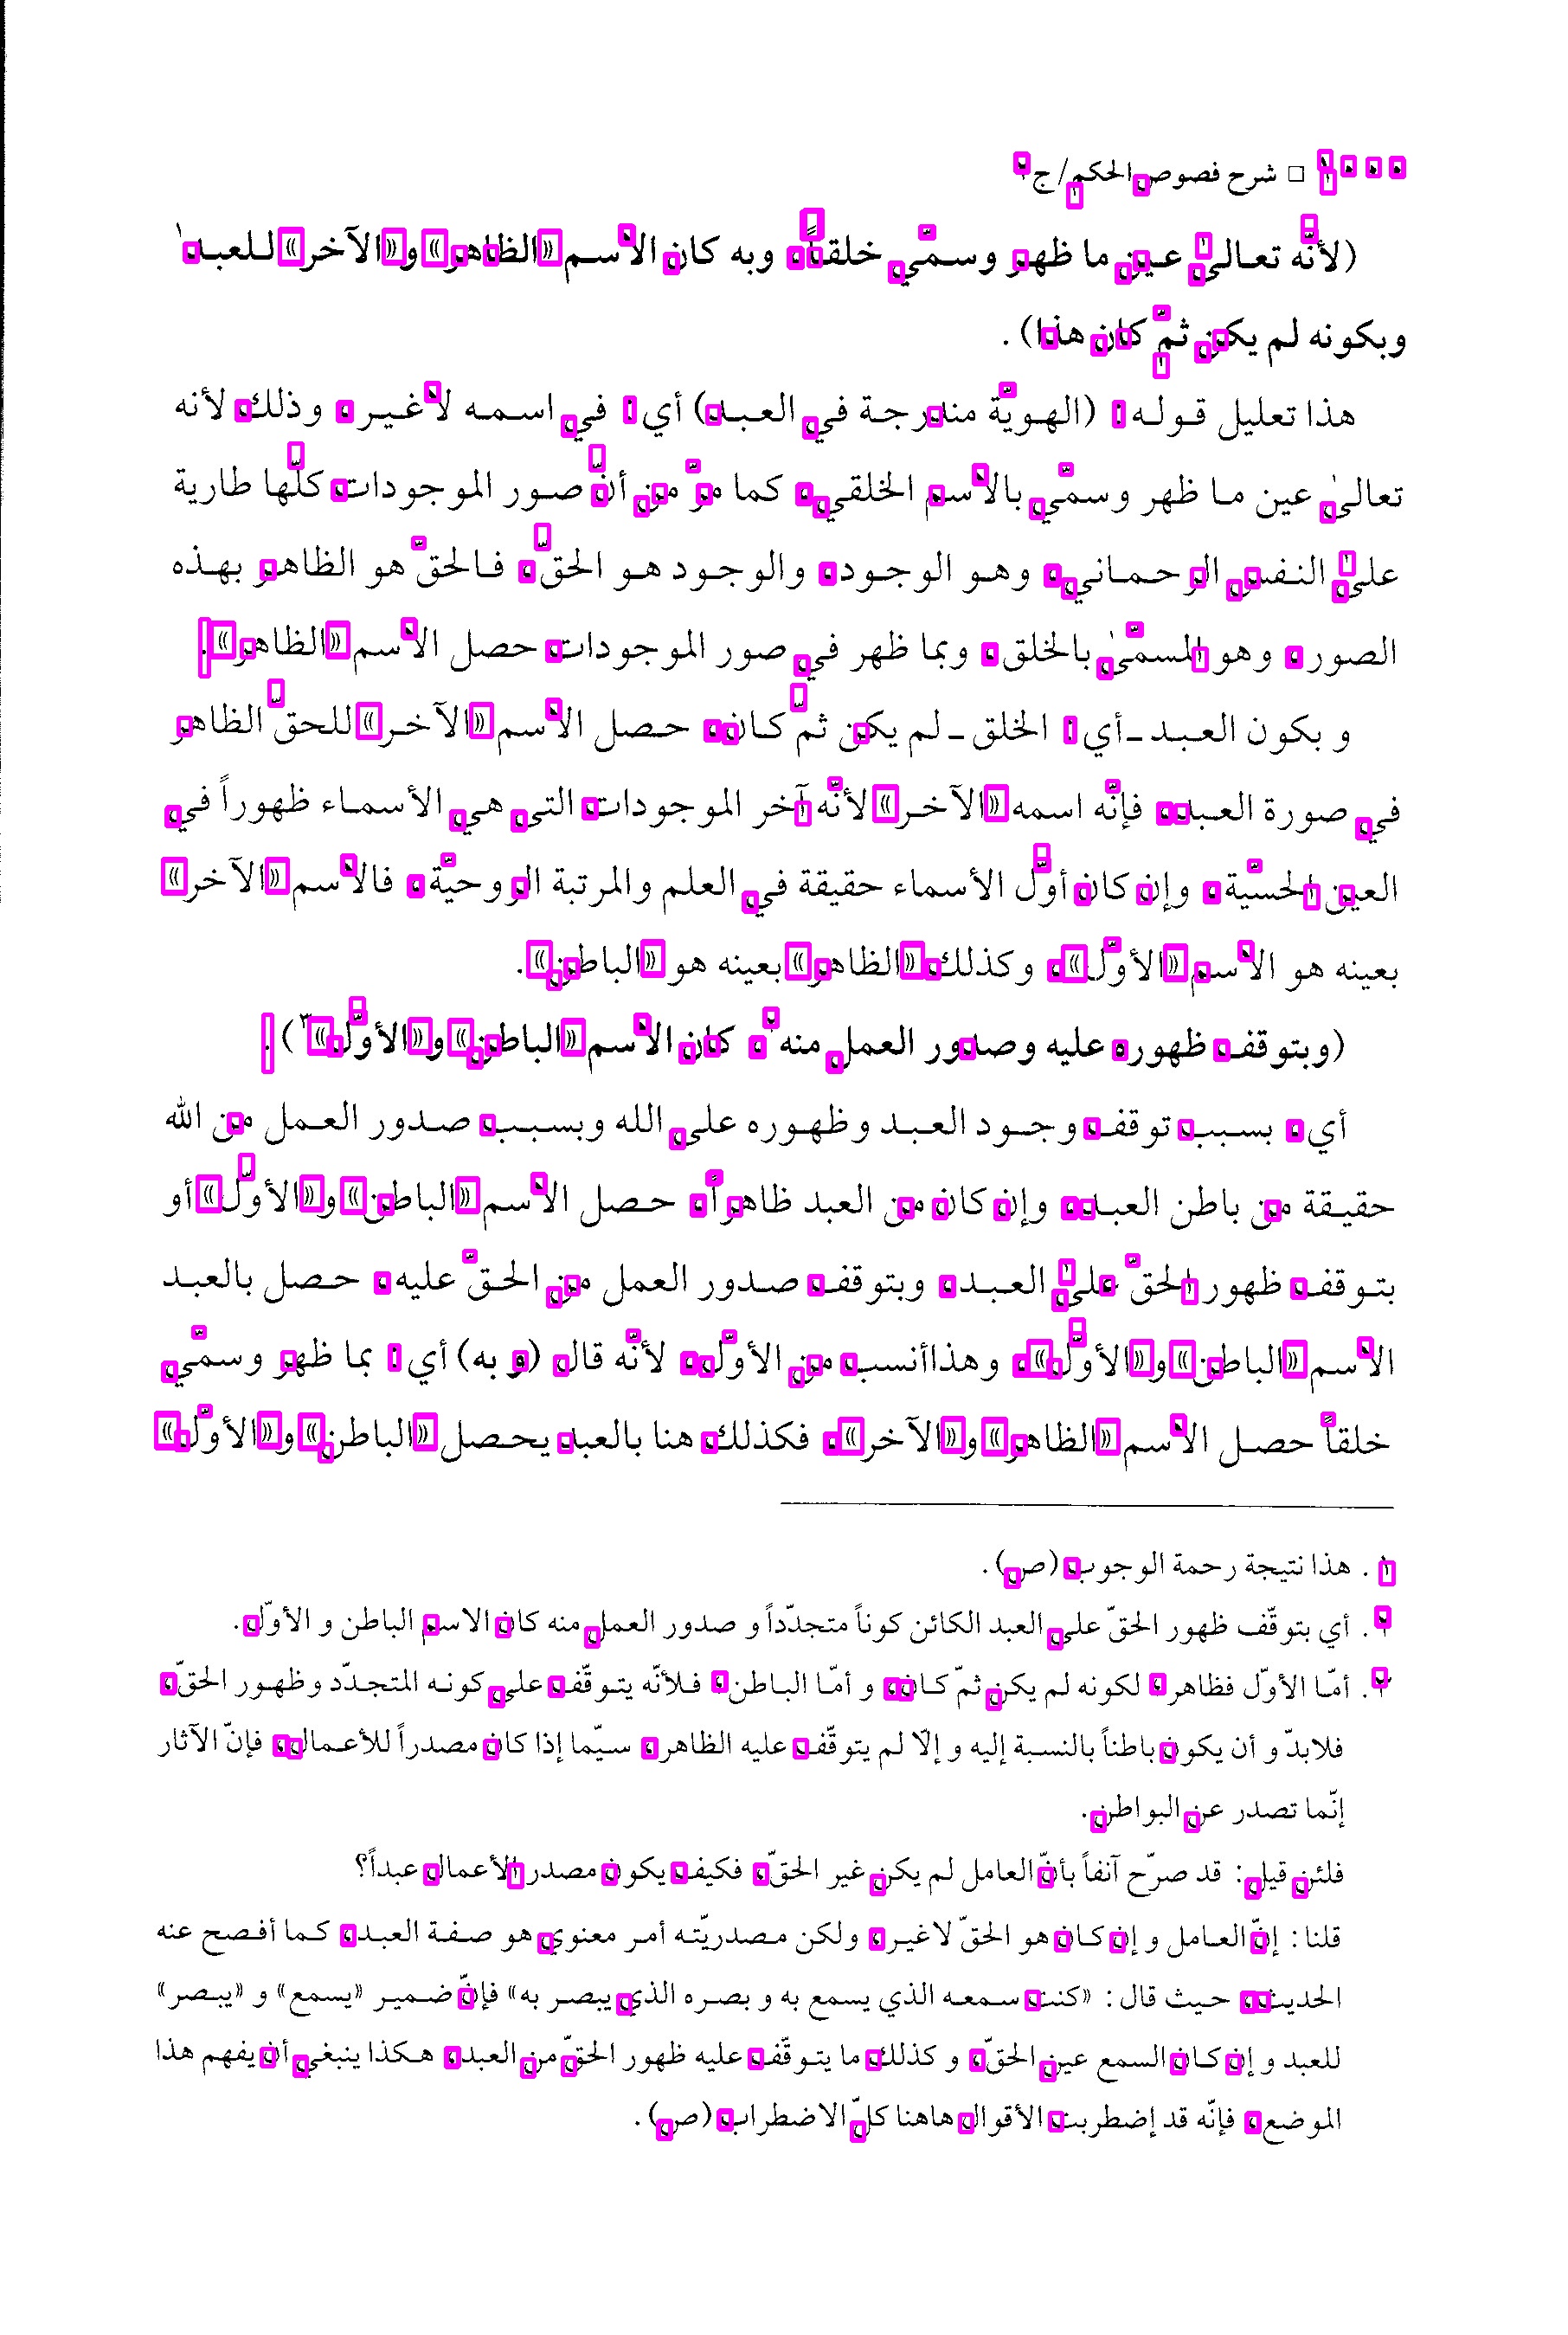 □ شرح فصوص الحكم/ج٢
(لأنّه تعالىٰ عين ما ظهر وسمّي خلقاً، وبه كان الاسم «الظاهر» و«الآخر» للعبد١
وبكونه لم يكن ثمّ كان هذا).
هذا تعليل قوله: (الهويّة مندرجة في العبد) أي: في اسمه لاغير، وذلك لأنه
تعالىٰ عين ما ظهر وسمّي بالاسم الخلقي، كما مرّ من أنّ صور الموجودات كلّها طارية
علىٰ النفس الرحماني، وهو الوجود، والوجود هو الحقّ، فالحقّ هو الظاهر بهذه
الصور، وهو المسمّىٰ بالخلق، وبما ظهر في صور الموجودات حصل الاسم «الظاهر».
و بكون العبد ـ أي: الخلق ـ لم يكن ثمّ كان، حصل الاسم «الآخر» للحقّ الظاهر
في صورة العبد، فإنّه اسمه «الآخر» لأنّه آخر الموجودات التي هي الأسماء ظهوراً في
العين الحسّية، وإن كان أوّل الأسماء حقيقة في العلم والمرتبة الروحيّة، فالاسم «الآخر»
بعينه هو الاسم «الأوّل»، وكذلك «الظاهر» بعينه هو «الباطن».
(وبتوقف ظهوره عليه وصدور العمل منه٢، كان الاسم «الباطن» و«الأوّل»٣).
أي، بسبب توقف وجود العبد وظهوره على الله وبسبب صدور العمل من الله
حقيقة من باطن العبد، وإن كان من العبد ظاهراً، حصل الاسم «الباطن» و«الأوّل» أو
بتوقف ظهور الحقّ علىٰ العبد، وبتوقف صدور العمل من الحقّ عليه، حصل بالعبد
الاسم «الباطن» و«الأوّل»، وهذا أنسب من الأوّل، لأنّه قال (و به) أي: بما ظهر وسمّي
خلقاً حصل الاسم «الظاهر» و«الآخر»، فكذلك هنا بالعبد يحصل «الباطن» و«الأوّل»
١ . هذا نتيجة رحمة الوجوب (ص).
٢ . أي بتوقّف ظهور الحقّ على العبد الكائن كوناً متجدّداً و صدور العمل منه كان الاسم الباطن و الأوّل.
٣ . أمّا الأوّل فظاهر، لكونه لم يكن ثمّ كان، و أمّا الباطن، فلأنّه يتوقّف على كونه المتجدّد وظهور الحقّ،
فلابدّ و أن يكون باطناً بالنسبة إليه و إلّا لم يتوقّف عليه الظاهر، سيّما إذا كان مصدراً للأعمال، فإنّ الآثار
إنّما تصدر عن البواطن.
فلئن قيل: قد صرّح آنفاً بأنّ العامل لم يكن غير الحقّ، فكيف يكون مصدر الأعمال عبداً؟
قلنا: إنّ العامل و إن كان هو الحقّ لاغير، ولكن مصدريّته أمر معنوي هو صفة العبد، كما أفصح عنه
الحديث، حيث قال: «كنت سمعه الذي يسمع به و بصره الذي يبصر به» فإنّ ضمير «يسمع» و «يبصر»
للعبد و إن كان السمع عين الحقّ، و كذلك ما يتوقّف عليه ظهور الحقّ من العبد، هكذا ينبغي أن يفهم هذا
الموضع، فإنّه قد إضطربت الأقوال هاهنا كلّ الاضطراب (ص).